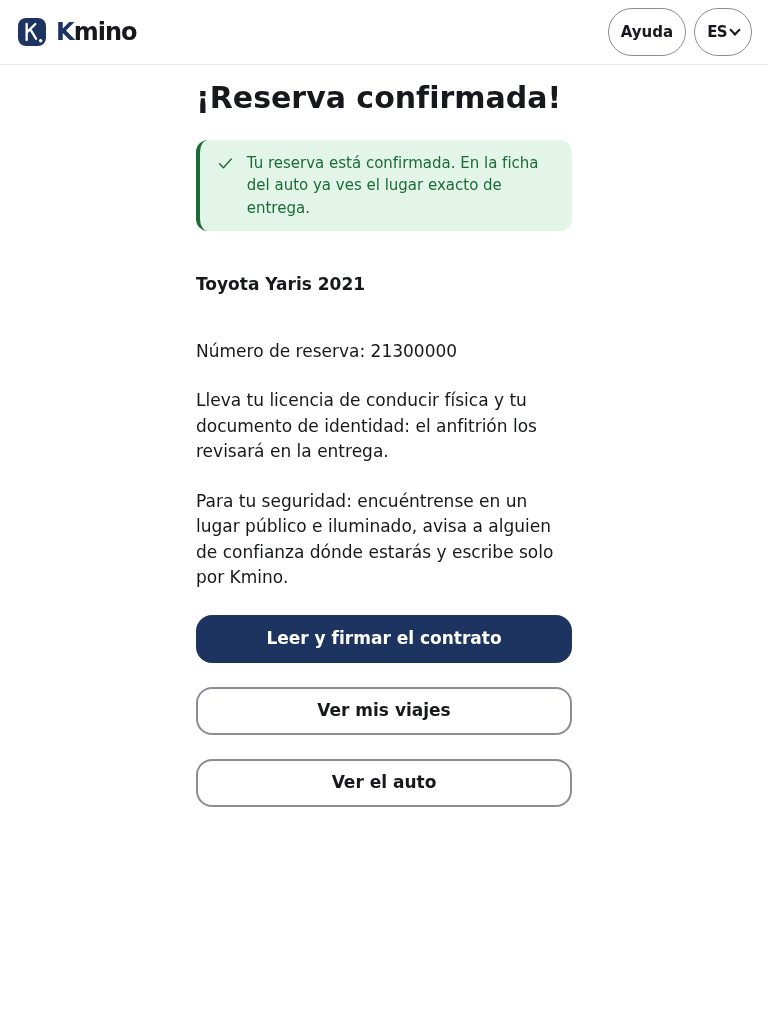 Kmino
Ayuda
ES
¡Reserva confirmada!
Tu reserva está confirmada. En la ficha
del auto ya ves el lugar exacto de
entrega.
Toyota Yaris 2021
Número de reserva: 21300000
Lleva tu licencia de conducir física y tu
documento de identidad: el anfitrión los
revisará en la entrega.
Para tu seguridad: encuéntrense en un
lugar público e iluminado, avisa a alguien
de confianza dónde estarás y escribe solo
por Kmino.
Leer y firmar el contrato
Ver mis viajes
Ver el auto